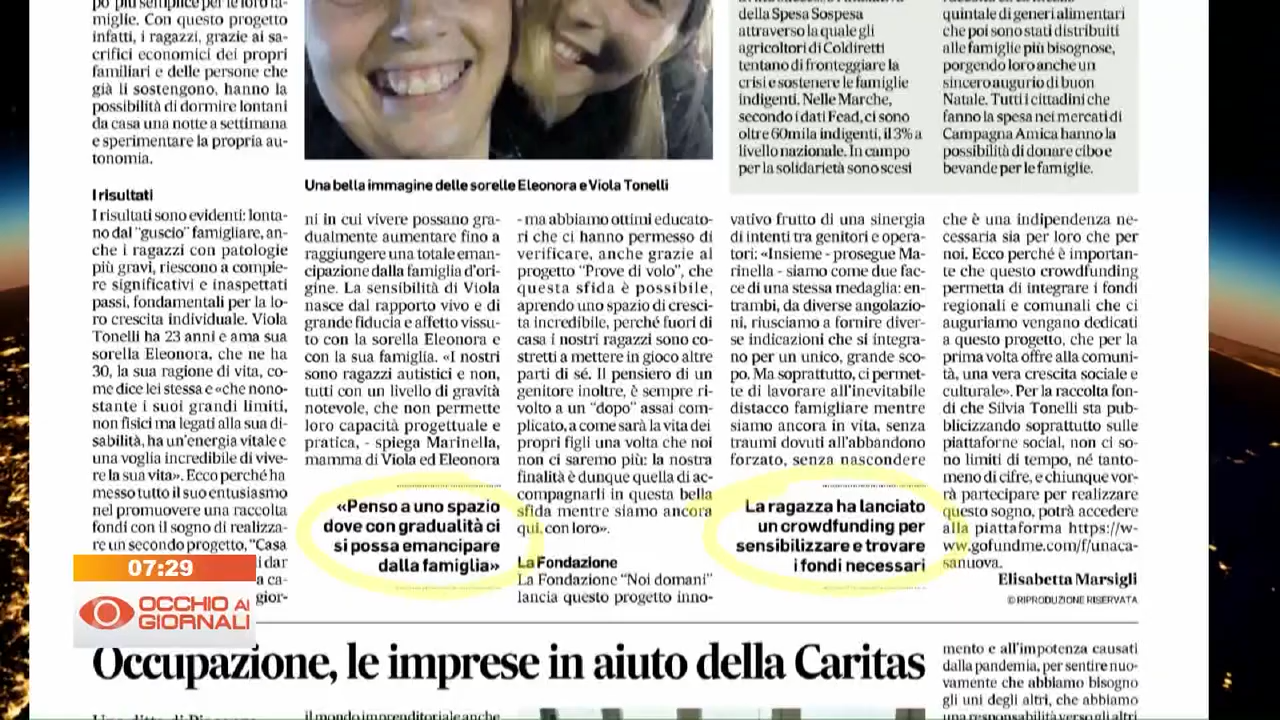 po' più semplice per le loro fa-
miglie. Con questo progetto
infatti, i ragazzi, grazie ai sa-
crifici economici dei propri
familiari e delle persone che
già li sostengono, hanno la
possibilità di dormire lontani
da casa una notte a settimana
e sperimentare la propria au-
tonomia.
I risultati
I risultati sono evidenti: lonta-
no dal "guscio" famigliare, an-
che i ragazzi con patologie
più gravi, riescono a compie-
re significativi e inaspettati
passi, fondamentali per la lo-
ro crescita individuale. Viola
Tonelli ha 23 anni e ama sua
sorella Eleonora, che ne ha
30, la sua ragione di vita, co-
me dice lei stessa e «che nono-
stante i suoi grandi limiti,
non fisici ma legati alla sua di-
sabilità, ha un'energia vitale e
una voglia incredibile di vive-
re la sua vita». Ecco perché ha
messo tutto il suo entusiasmo
nel promuovere una raccolta
fondi con il sogno di realizza-
re un secondo progetto, "Casa
i dar
a ca-
gior-
Una bella immagine delle sorelle Eleonora e Viola Tonelli
ni in cui vivere possano gra-
dualmente aumentare fino a
raggiungere una totale eman-
cipazione dalla famiglia d'ori-
gine. La sensibilità di Viola
nasce dal rapporto vivo e di
grande fiducia e affetto vissu-
to con la sorella Eleonora e
con la sua famiglia. «I nostri
sono ragazzi autistici e non,
tutti con un livello di gravità
notevole, che non permette
loro capacità progettuale e
pratica, - spiega Marinella,
mamma di Viola ed Eleonora
«Penso a uno spazio
dove con gradualità ci
si possa emancipare
dalla famiglia»
- ma abbiamo ottimi educato-
ri che ci hanno permesso di
verificare, anche grazie al
progetto "Prove di volo", che
questa sfida è possibile,
aprendo uno spazio di cresci-
ta incredibile, perché fuori di
casa i nostri ragazzi sono co-
stretti a mettere in gioco altre
parti di sé. Il pensiero di un
genitore inoltre, è sempre ri-
volto a un "dopo" assai com-
plicato, a come sarà la vita dei
propri figli una volta che noi
non ci saremo più: la nostra
finalità è dunque quella di ac-
compagnarli in questa bella
sfida mentre siamo ancora
qui, con loro».
La Fondazione
La Fondazione "Noi domani"
lancia questo progetto inno-
vativo frutto di una sinergia
di intenti tra genitori e opera-
tori: «Insieme - prosegue Ma-
rinella - siamo come due fac-
ce di una stessa medaglia: en-
trambi, da diverse angolazio-
ni, riusciamo a fornire diver-
se indicazioni che si integra-
no per un unico, grande sco-
po. Ma soprattutto, ci permet-
te di lavorare all'inevitabile
distacco famigliare mentre
siamo ancora in vita, senza
traumi dovuti all'abbandono
forzato, senza nascondere
La ragazza ha lanciato
un crowdfunding per
sensibilizzare e trovare
i fondi necessari
che è una indipendenza ne-
cessaria sia per loro che per
noi. Ecco perché è importan-
te che questo crowdfunding
permetta di integrare i fondi
regionali e comunali che ci
auguriamo vengano dedicati
a questo progetto, che per la
prima volta offre alla comuni-
tà, una vera crescita sociale e
culturale». Per la raccolta fon-
di che Silvia Tonelli sta pub-
blicizzando soprattutto sulle
piattaforme social, non ci so-
no limiti di tempo, né tanto-
meno di cifre, e chiunque vor-
rà partecipare per realizzare
questo sogno, potrà accedere
alla piattaforma https://w-
ww.gofundme.com/f/unaca-
sanuova.
Elisabetta Marsigli
© RIPRODUZIONE RISERVATA
della Spesa Sospesa
attraverso la quale gli
agricoltori di Coldiretti
tentano di fronteggiare la
crisi e sostenere le famiglie
indigenti. Nelle Marche,
secondo i dati Fead, ci sono
oltre 60mila indigenti, il 3% a
livello nazionale. In campo
per la solidarietà sono scesi
quintale di generi alimentari
che poi sono stati distribuiti
alle famiglie più bisognose,
porgendo loro anche un
sincero augurio di buon
Natale. Tutti i cittadini che
fanno la spesa nei mercati di
Campagna Amica hanno la
possibilità di donare cibo e
bevande per le famiglie.
07:29
OCCHIO AI
GIORNALI
Occupazione, le imprese in aiuto della Caritas
il mondo imprenditoriale anche
mento e all'impotenza causati
dalla pandemia, per sentire nuo-
vamente che abbiamo bisogno
gli uni degli altri, che abbiamo
una responsabilità verso gli altri